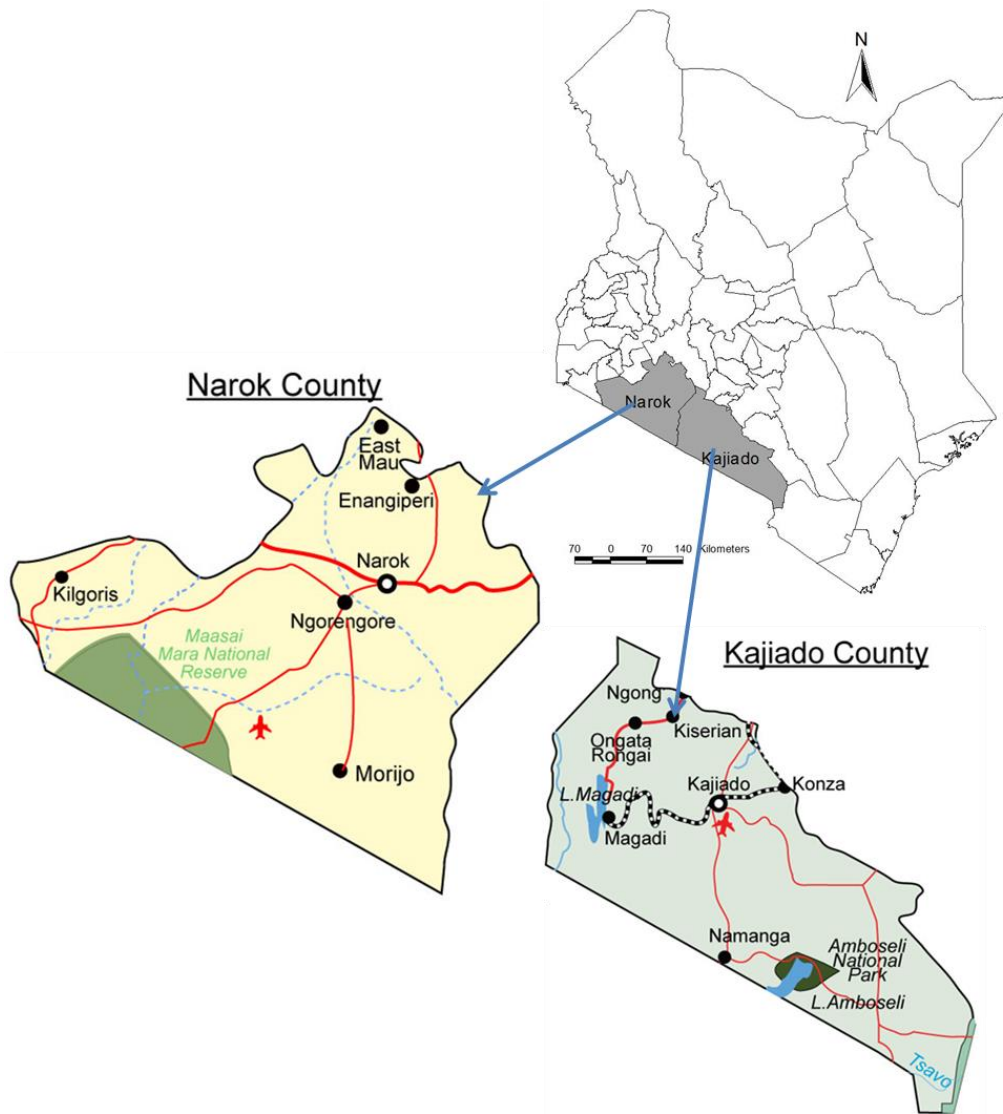 N
Narok
Kajiado
70 0 70 140 Kilometers
Narok County
East
Mau
Enangiperi
Narok
Kilgoris
Ngorengore
Maasai
Mara National
Reserve
Morijo
Kajiado County
Ngong
Kiserian
Ongata
Rongai
Kajiado
Konza
L.Magadi
Magadi
Namanga
Amboseli
National
Park
L.Amboseli
Tsavo